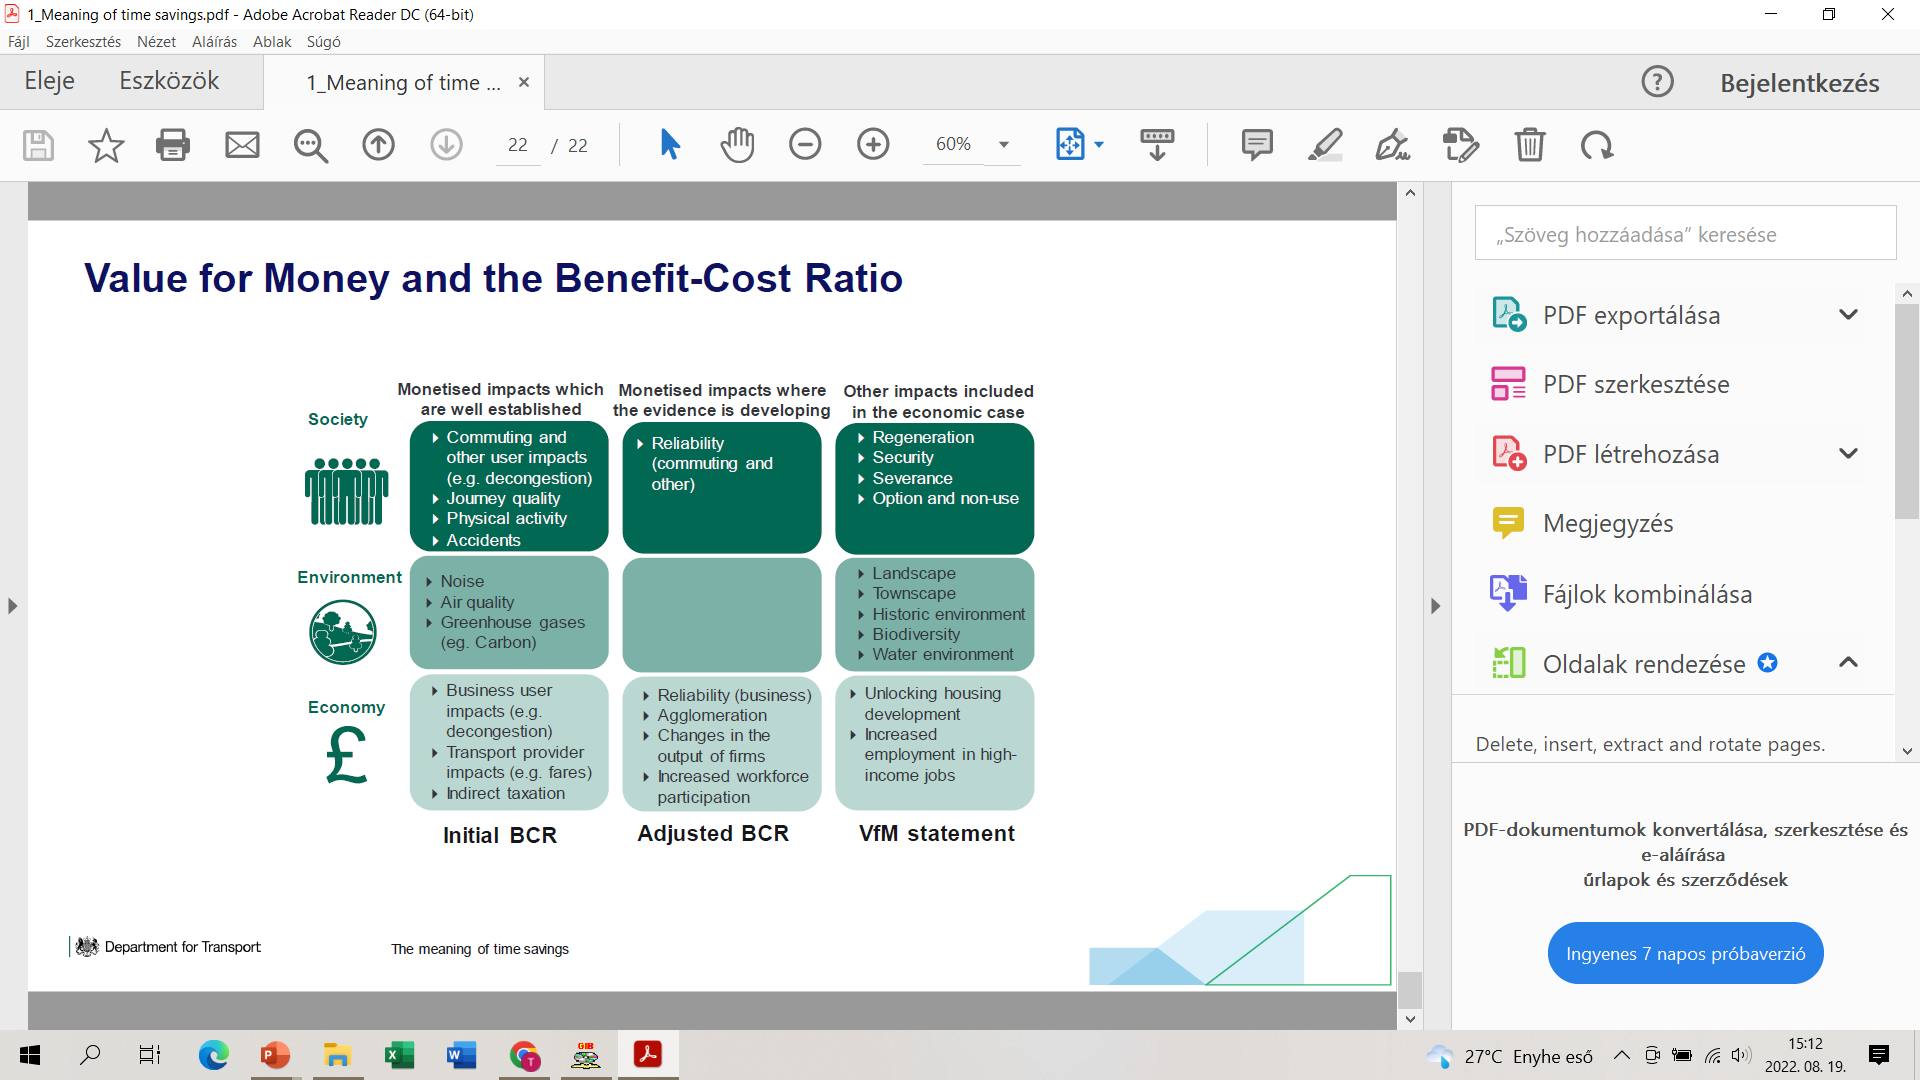 1_Meaning of time savings.pdf - Adobe Acrobat Reader DC (64-bit)
Fájl Szerkesztés Nézet Aláírás Ablak Súgó
Eleje Eszközök 1_Meaning of time ... × ? Bejelentkezés
22 / 22 60%
„Szöveg hozzáadása” keresése
PDF exportálása
PDF szerkesztése
PDF létrehozása
Megjegyzés
Fájlok kombinálása
Oldalak rendezése
Delete, insert, extract and rotate pages.
PDF-dokumentumok konvertálása, szerkesztése és
e-aláírása
űrlapok és szerződések
Ingyenes 7 napos próbaverzió
Value for Money and the Benefit-Cost Ratio
Monetised impacts which
are well established
Monetised impacts where
the evidence is developing
Other impacts included
in the economic case
Society
Commuting and
other user impacts
(e.g. decongestion)
Journey quality
Physical activity
Accidents
Reliability
(commuting and
other)
Regeneration
Security
Severance
Option and non-use
Environment
Noise
Air quality
Greenhouse gases
(eg. Carbon)
Landscape
Townscape
Historic environment
Biodiversity
Water environment
Economy
£
Business user
impacts (e.g.
decongestion)
Transport provider
impacts (e.g. fares)
Indirect taxation
Reliability (business)
Agglomeration
Changes in the
output of firms
Increased workforce
participation
Unlocking housing
development
Increased
employment in high-
income jobs
Initial BCR
Adjusted BCR
VfM statement
Department for Transport
The meaning of time savings
P
X
W
T
GIB
27°C Enyhe eső
15:12
2022. 08. 19.